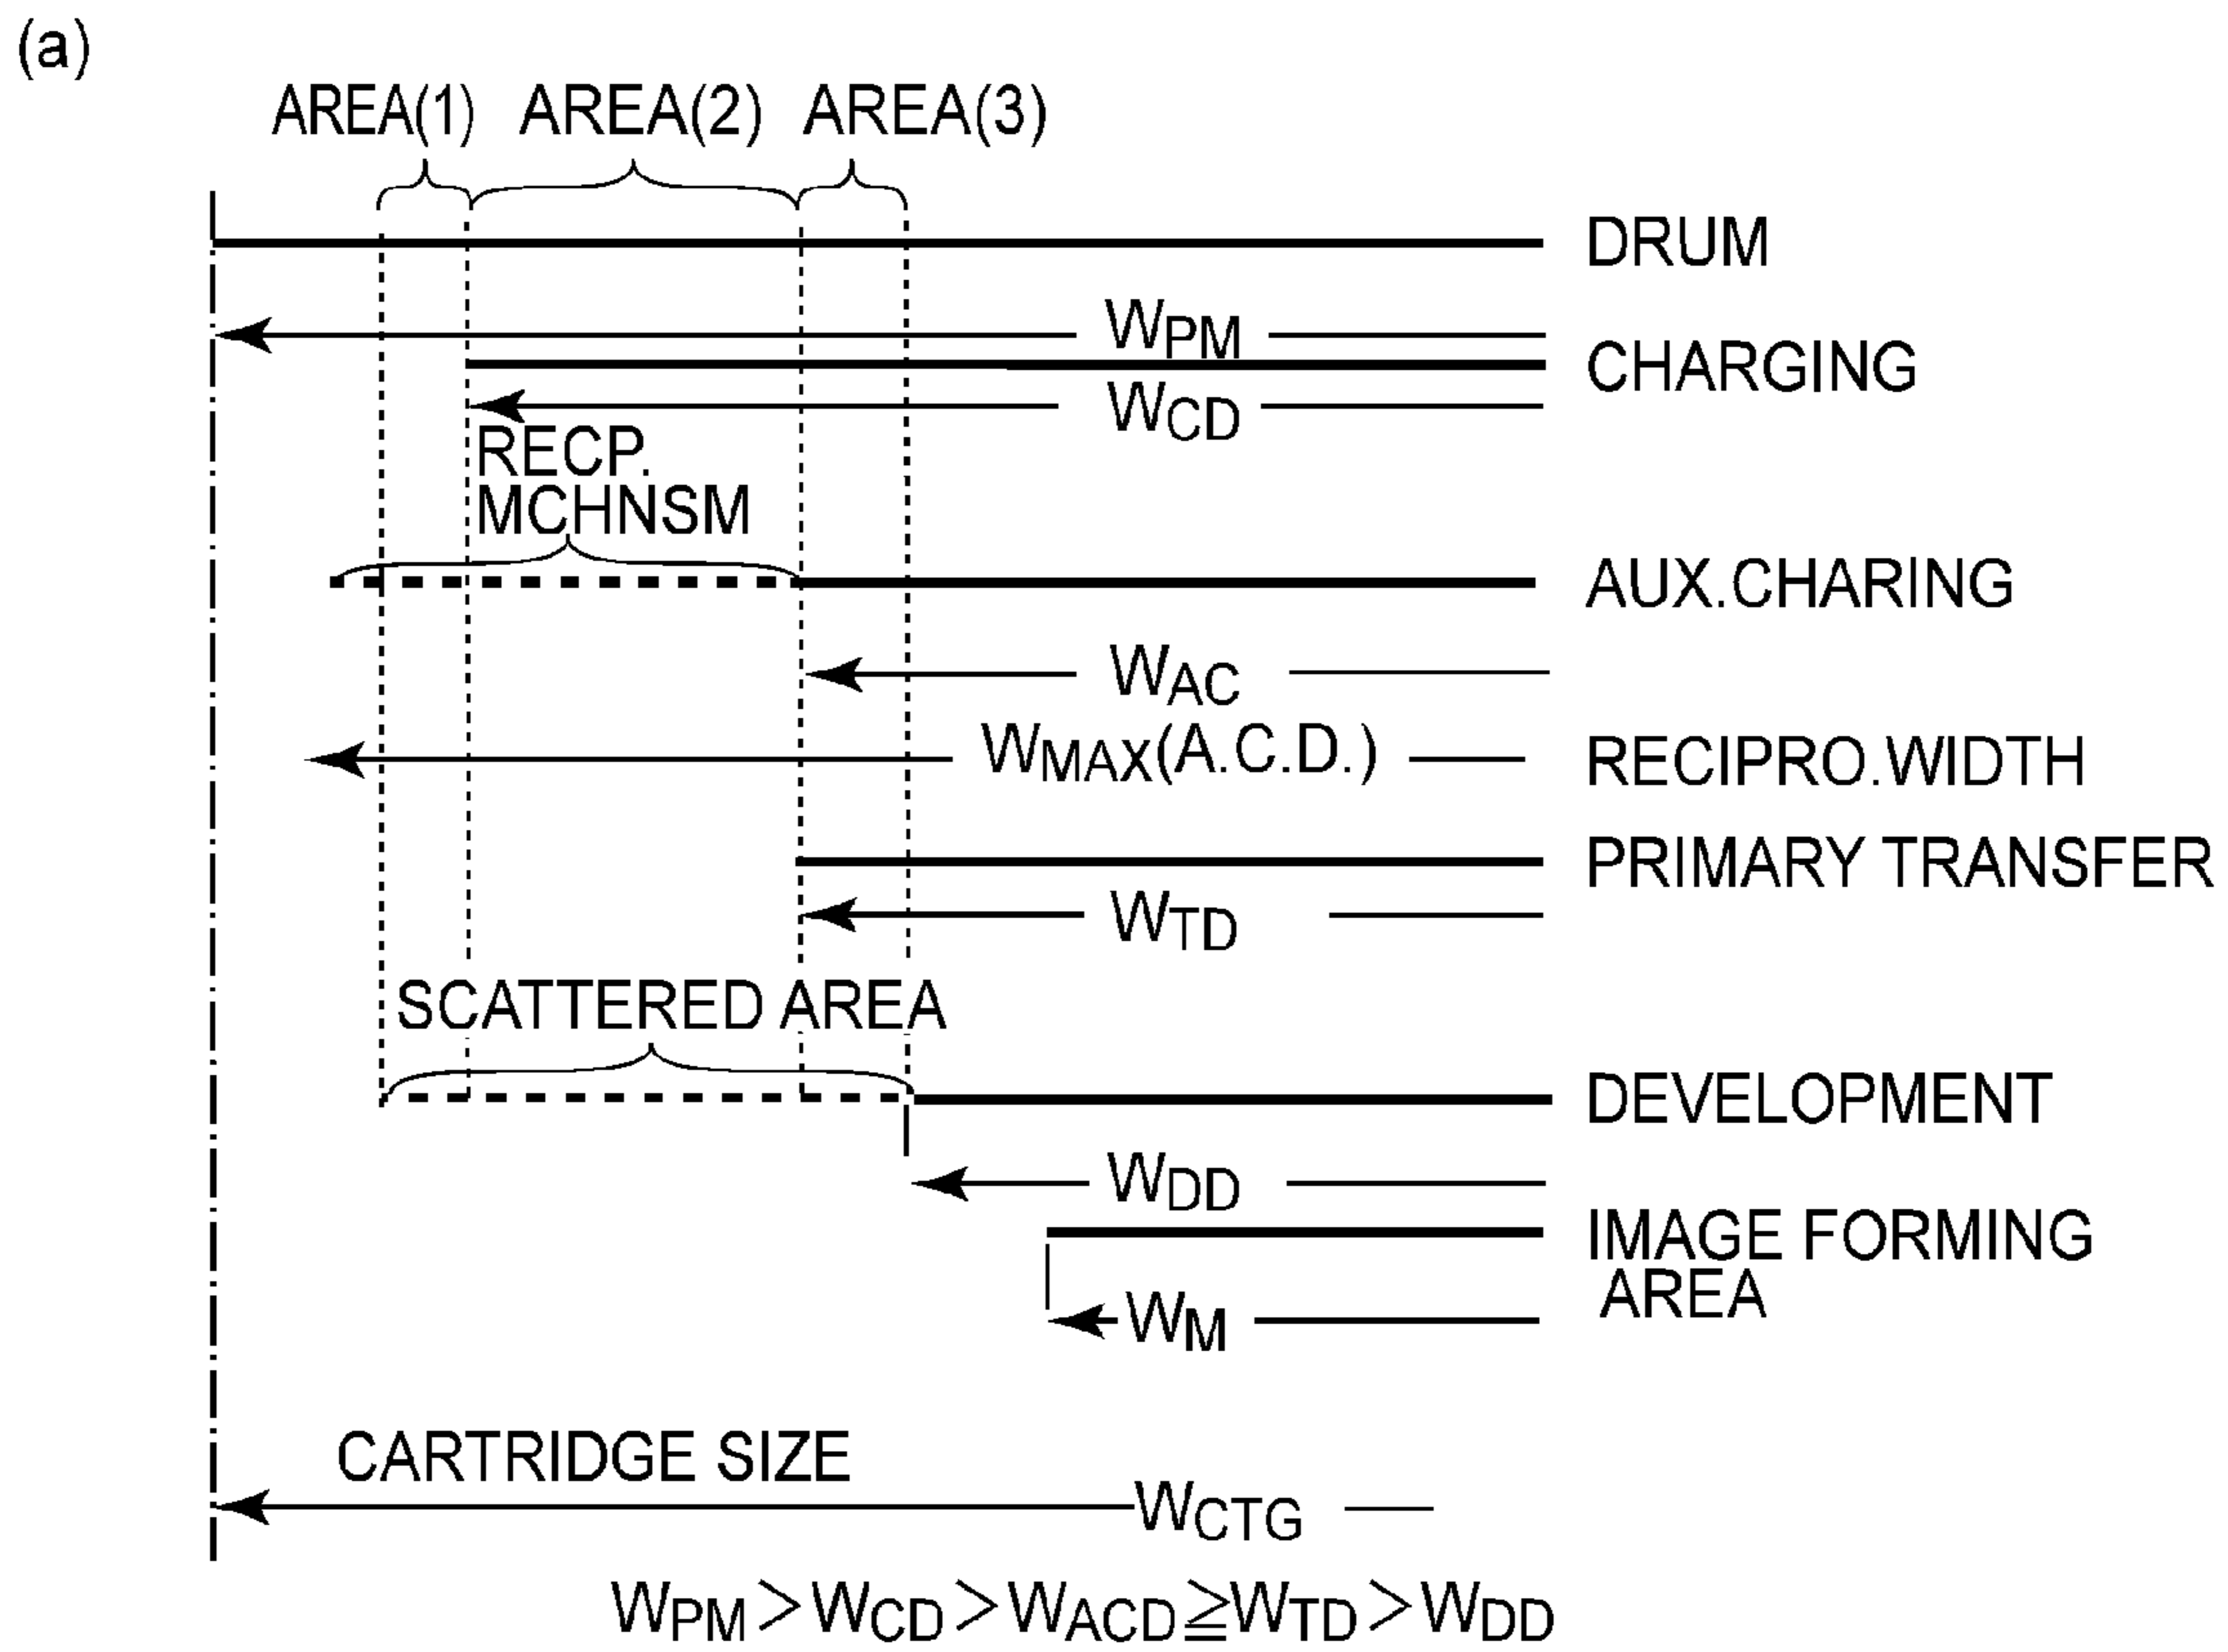 (a)
AREA(1) AREA(2) AREA(3)
DRUM
WPM
CHARGING
WCD
RECP.
MCHNSM
AUX.CHARING
WAC
WMAX(A.C.D.)
RECIPRO.WIDTH
PRIMARY TRANSFER
WTD
SCATTERED AREA
DEVELOPMENT
WDD
IMAGE FORMING
AREA
WM
CARTRIDGE SIZE
WCTG
WPM>WCD>WACD≧WTD>WDD